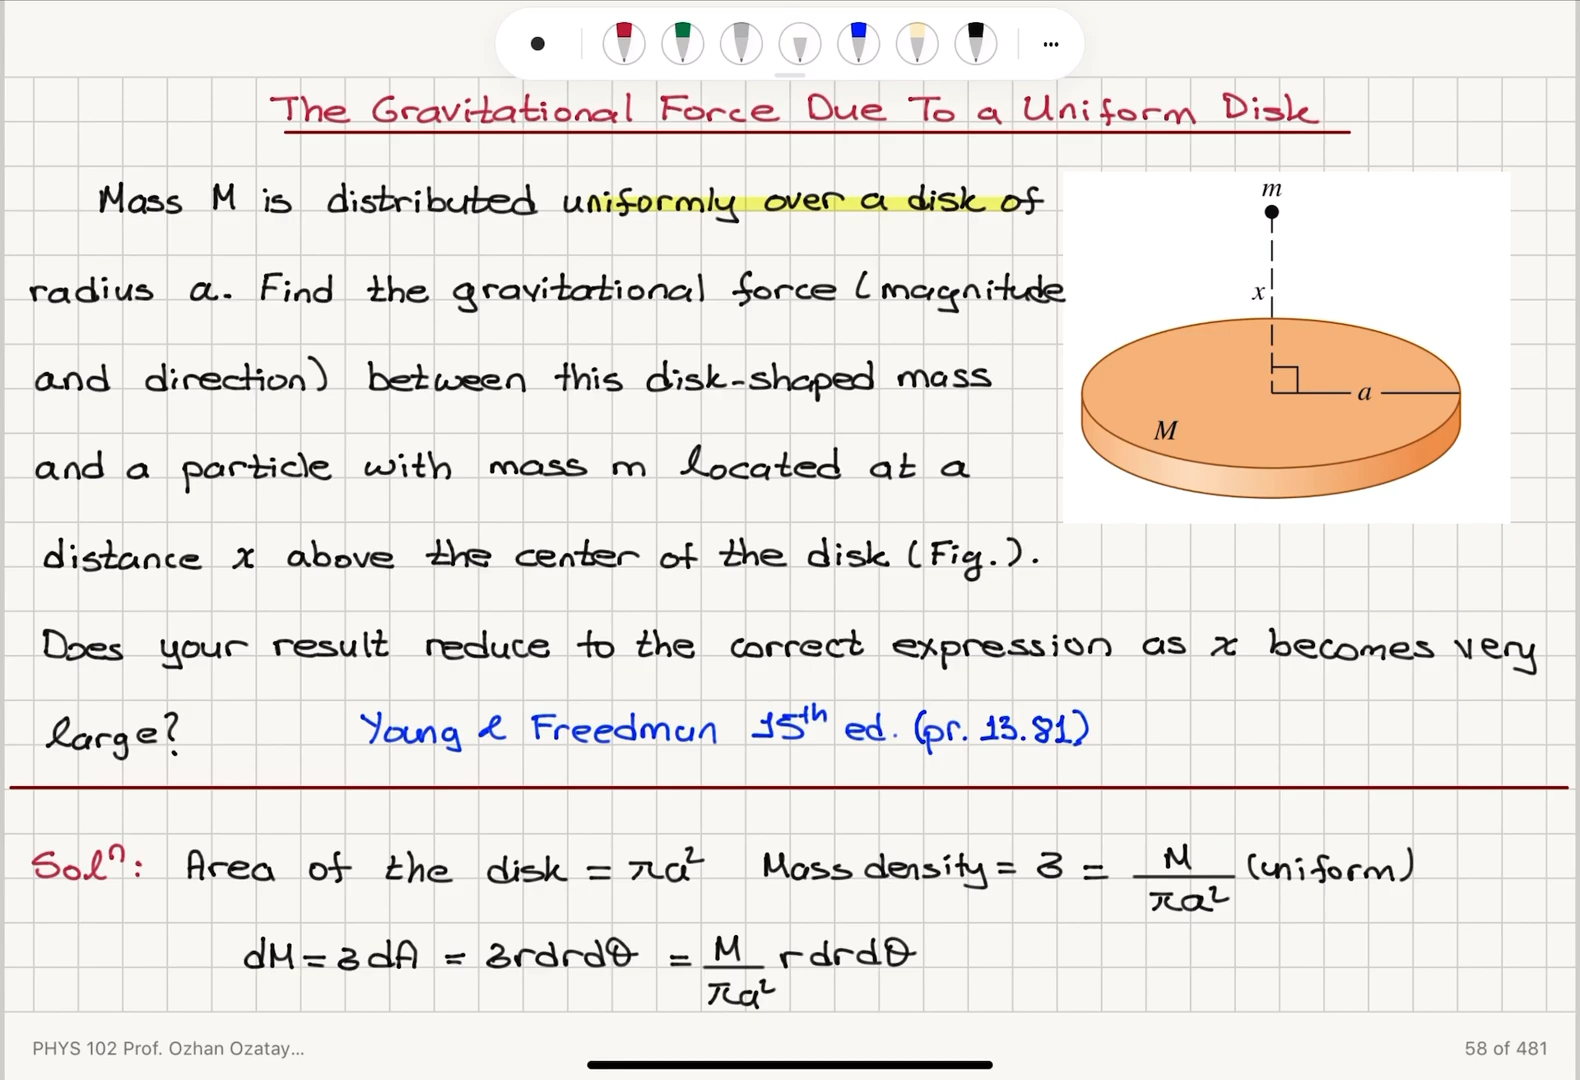 The Gravitational Force Due To a Uniform Disk
Mass M is distributed uniformly over a disk of
radius a. Find the gravitational force (magnitude
and direction) between this disk-shaped mass
and a particle with mass m located at a
distance x above the center of the disk (Fig.).
Does your result reduce to the correct expression as x becomes very
large? Young & Freedman 15th ed. (pr. 13.81)
m
x
a
M
Soln: Area of the disk = πa² Mass density = σ = M/πa² (uniform)
dM = σdA = σrdrdθ = M/πa² rdrdθ
PHYS 102 Prof. Ozhan Ozatay...
58 of 481